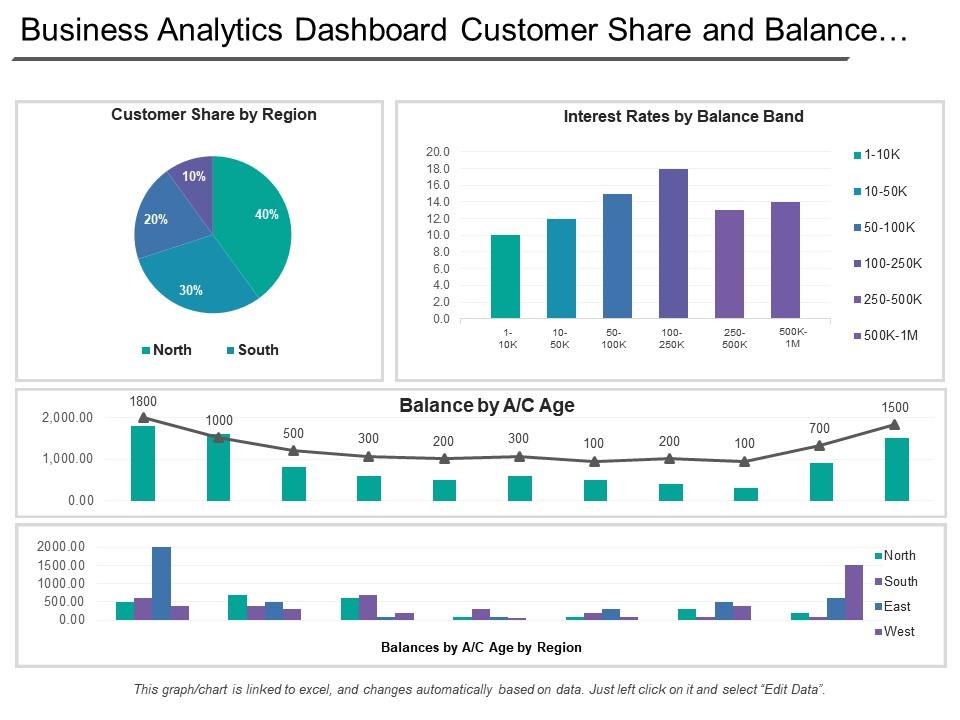 Business Analytics Dashboard Customer Share and Balance…
Customer Share by Region
10%
40%
20%
30%
North South
Interest Rates by Balance Band
20.0
18.0
16.0
14.0
12.0
10.0
8.0
6.0
4.0
2.0
0.0
1-
10K
10-
50K
50-
100K
100-
250K
250-
500K
500K-
1M
1-10K
10-50K
50-100K
100-250K
250-500K
500K-1M
Balance by A/C Age
2,000.00
1,000.00
0.00
1800
1000
500
300
200
300
100
200
100
700
1500
2000.00
1500.00
1000.00
500.00
0.00
North
South
East
West
Balances by A/C Age by Region
This graph/chart is linked to excel, and changes automatically based on data. Just left click on it and select “Edit Data”.